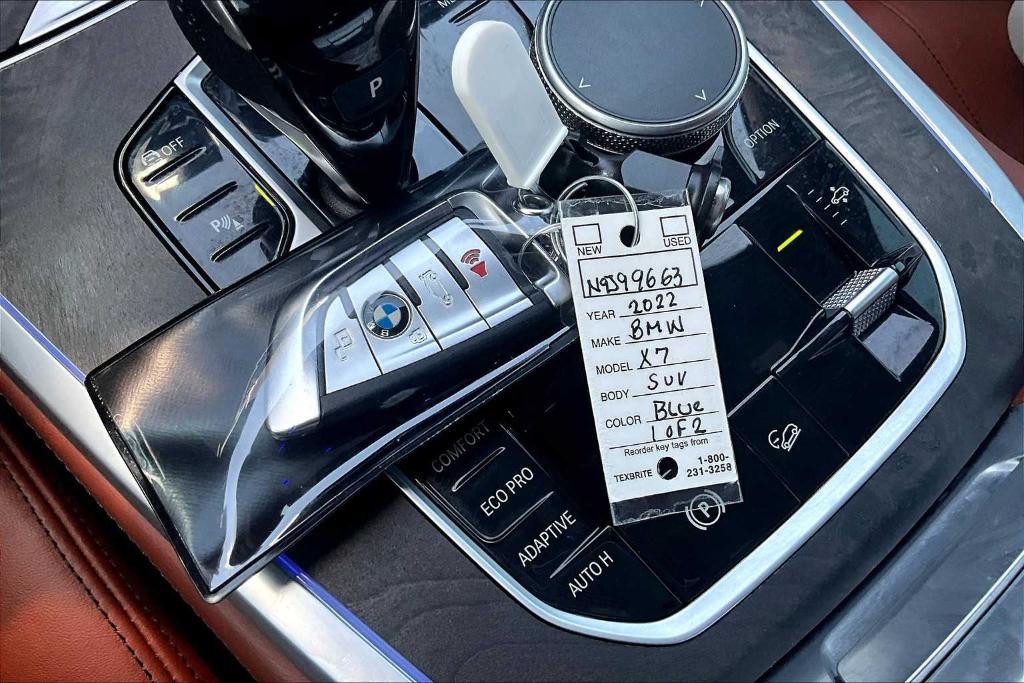 P
OFF
P
OPTION
NEW
USED
N9J99663
YEAR 2022
MAKE BMW
MODEL X7
BODY SUV
COLOR BLUE
1 OF 2
Reorder key tags from
TEXBRITE 1-800-
231-3258
BMW
COMFORT
ECO PRO
ADAPTIVE
AUTO H
P